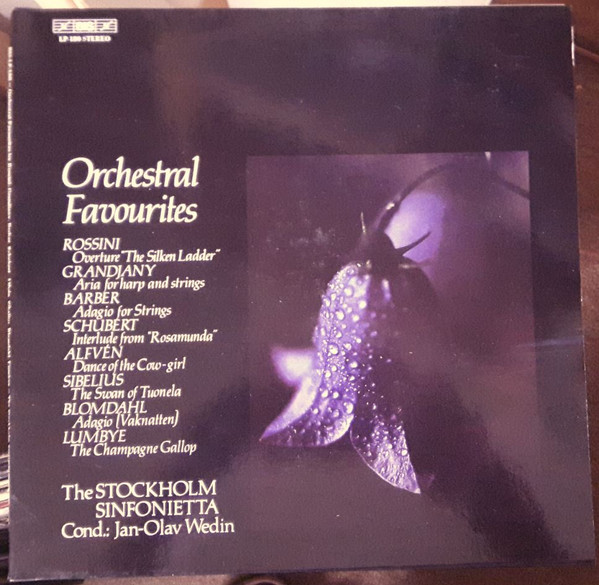 BIS
LP-180 STEREO
Orchestral
Favourites
ROSSINI
Overture "The Silken Ladder"
GRANDJANY
Aria for harp and strings
BARBER
Adagio for Strings
SCHUBERT
Interlude from "Rosamunda"
ALFVÉN
Dance of the Cow-girl
SIBELIUS
The Swan of Tuonela
BLOMDAHL
Adagio (Vaknatten)
LUMBYE
The Champagne Gallop
The STOCKHOLM
SINFONIETTA
Cond.: Jan-Olav Wedin